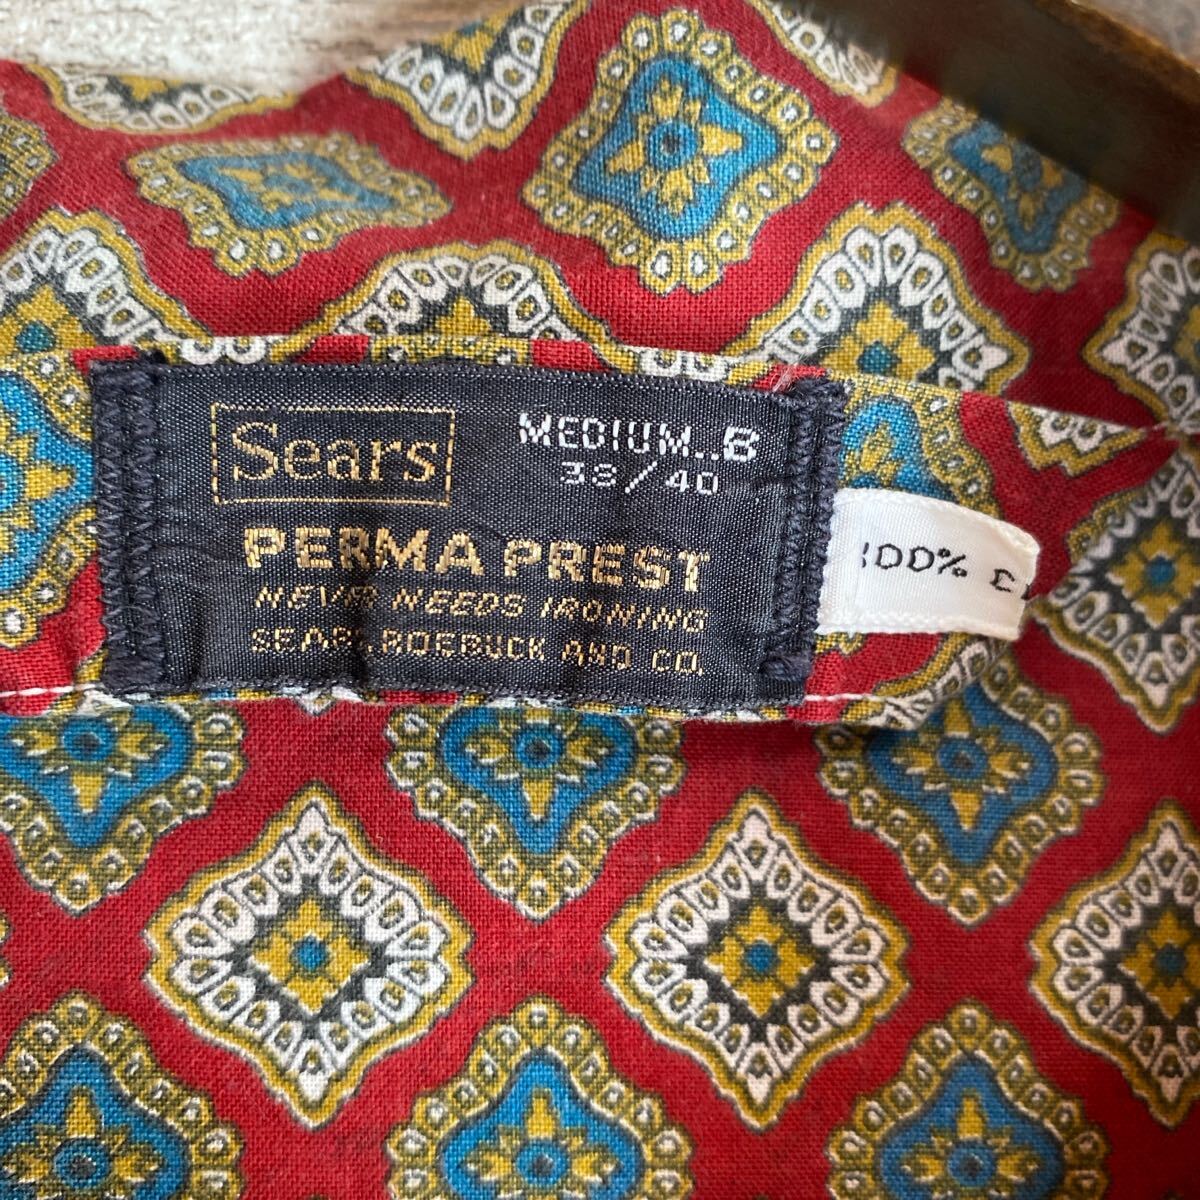 Sears
MEDIUM..B
38/40
PERMA PREST
NEVER NEEDS IRONING
SEARS, ROEBUCK AND CO.
100%